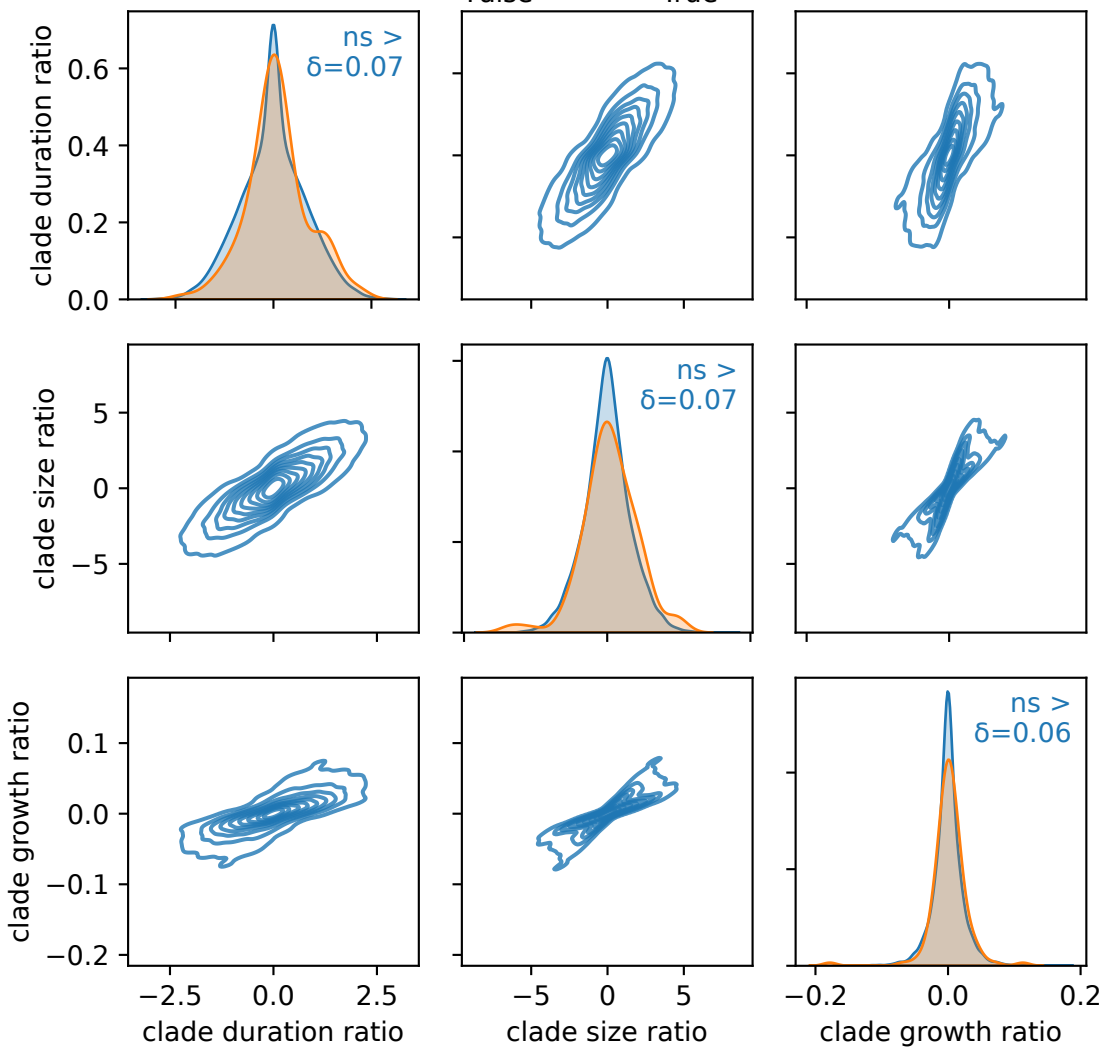 clade duration ratio
0.6
0.4
0.2
0.0
ns >
δ=0.07
clade size ratio
5
0
−5
ns >
δ=0.07
clade growth ratio
0.1
0.0
−0.1
−0.2
ns >
δ=0.06
−2.5 0.0 2.5
−5 0 5
−0.2 0.0 0.2
clade duration ratio
clade size ratio
clade growth ratio